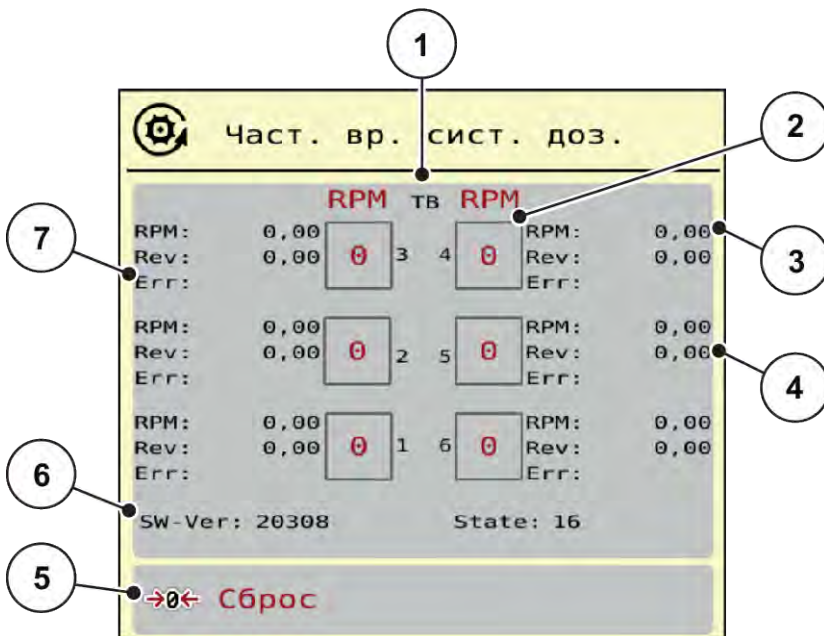 1
Част. вр. сист. доз.
2
RPM ТВ RPM
7
RPM: 0,00 0 3 4 0 RPM: 0,00
Rev: 0,00 Rev: 0,00
Err: Err:
3
RPM: 0,00 0 2 5 0 RPM: 0,00
Rev: 0,00 Rev: 0,00
Err: Err:
4
RPM: 0,00 0 1 6 0 RPM: 0,00
Rev: 0,00 Rev: 0,00
Err: Err:
6
SW-Ver: 20308 State: 16
5
→0← Сброс